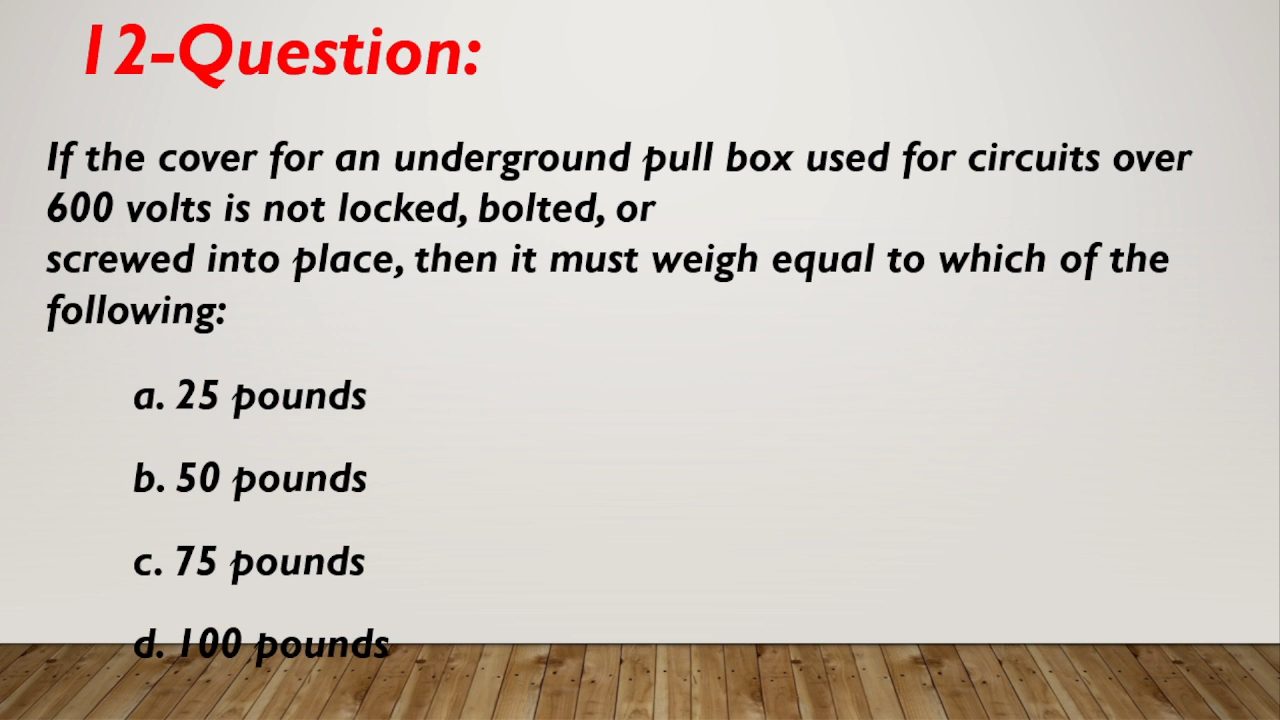 12-Question:
If the cover for an underground pull box used for circuits over
600 volts is not locked, bolted, or
screwed into place, then it must weigh equal to which of the
following:
a. 25 pounds
b. 50 pounds
c. 75 pounds
d. 100 pounds